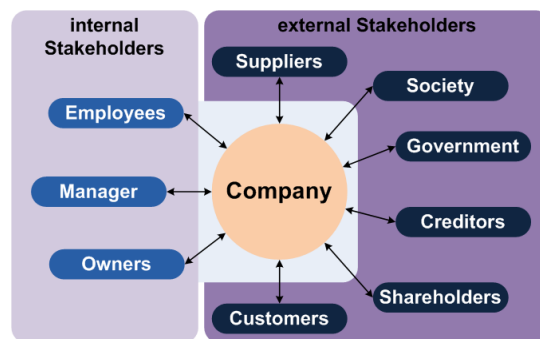 internal
Stakeholders
external Stakeholders
Suppliers
Society
Employees
Government
Manager
Company
Creditors
Owners
Shareholders
Customers